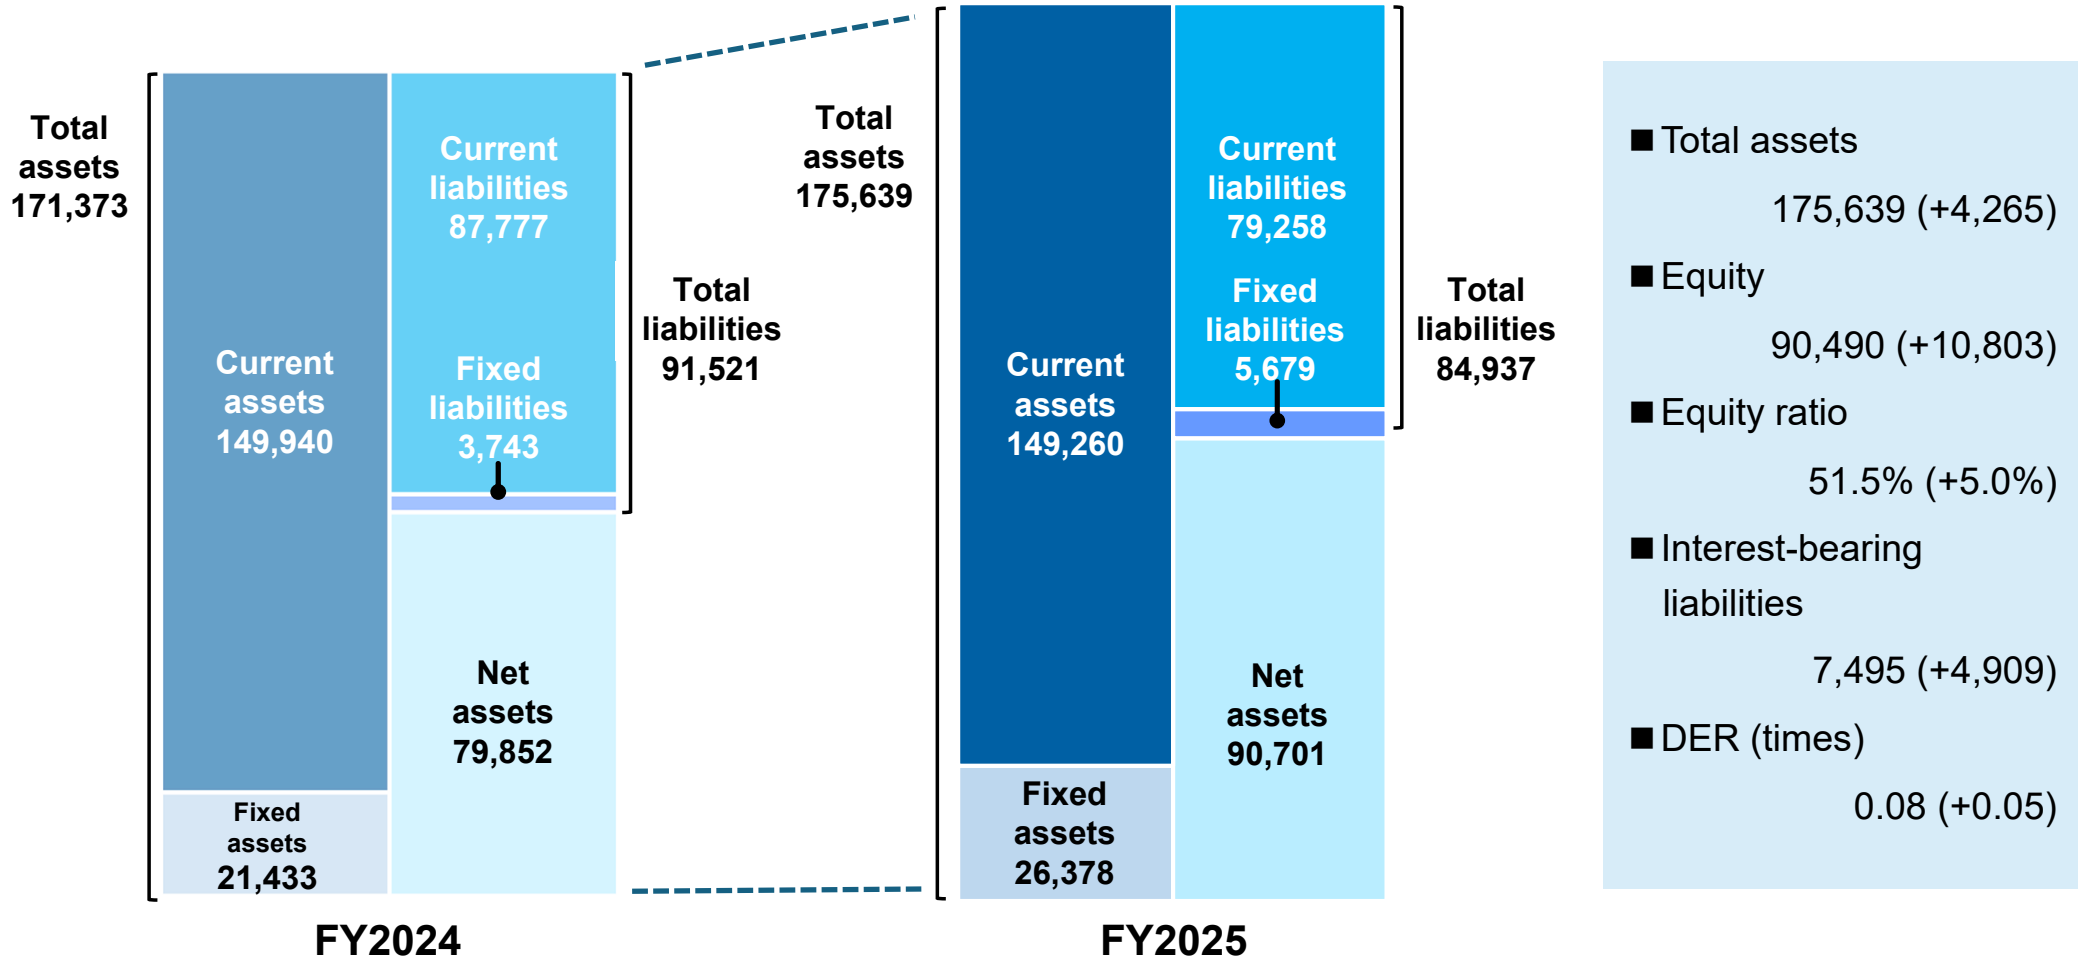 Total
assets
171,373
Current
assets
149,940
Fixed
assets
21,433
Current
liabilities
87,777
Fixed
liabilities
3,743
Net
assets
79,852
Total
liabilities
91,521
FY2024
Total
assets
175,639
Current
assets
149,260
Fixed
assets
26,378
Current
liabilities
79,258
Fixed
liabilities
5,679
Net
assets
90,701
Total
liabilities
84,937
FY2025
■ Total assets
175,639 (+4,265)
■ Equity
90,490 (+10,803)
■ Equity ratio
51.5% (+5.0%)
■ Interest-bearing
liabilities
7,495 (+4,909)
■ DER (times)
0.08 (+0.05)